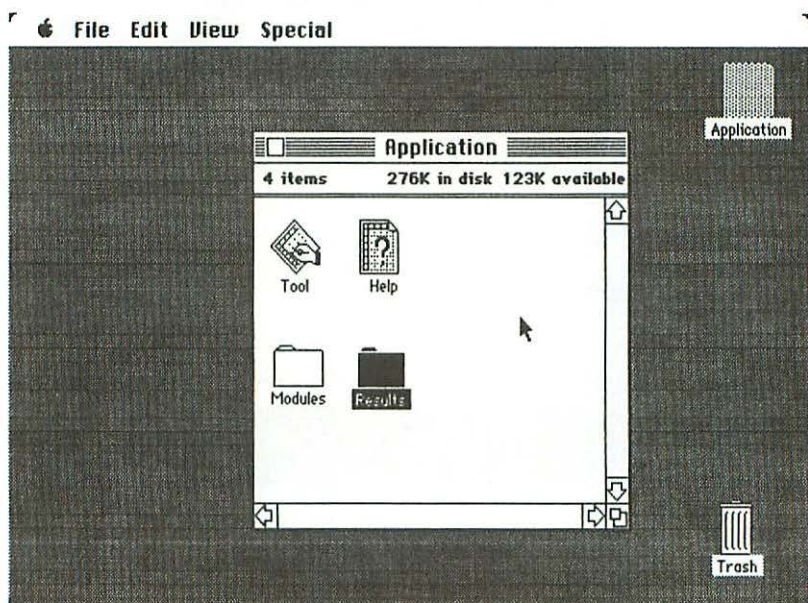 File Edit View Special
Application
Application
4 items 276K in disk 123K available
Tool Help
Modules Results
Trash